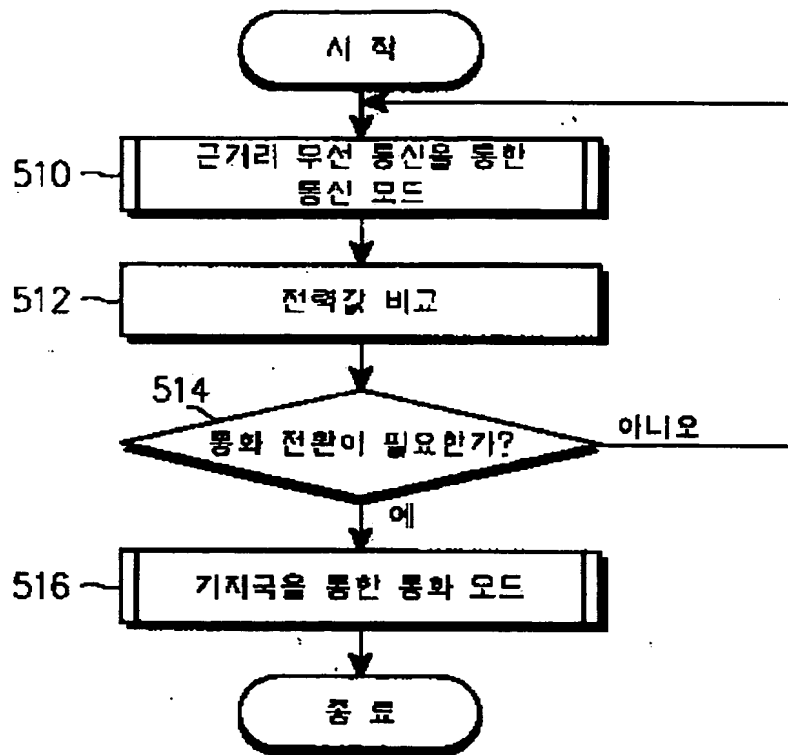 시 작
510
근거리 무선 통신을 통한
통신 모드
512
전력값 비교
514
통화 전환이 필요한가?
아니오
예
516
기지국을 통한 통화 모드
종 료